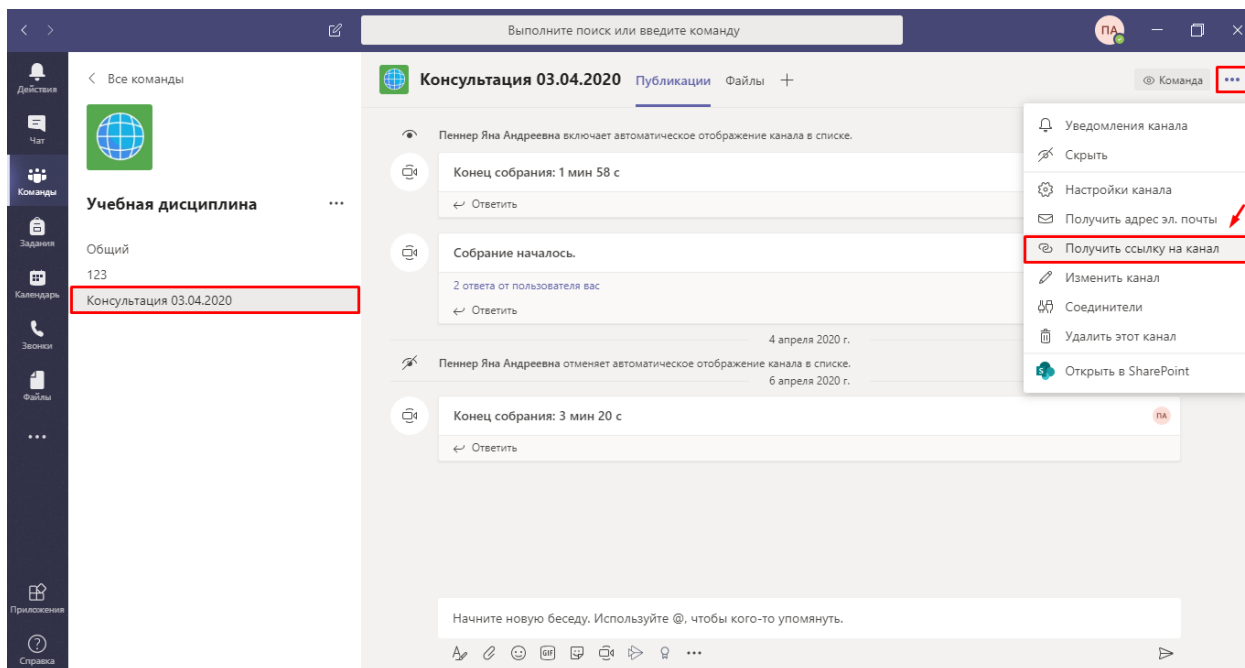 Выполните поиск или введите команду
ПА
Действия
Чат
Команды
Задания
Календарь
Звонки
Файлы
Приложения
Справка
Все команды
Учебная дисциплина
Общий
123
Консультация 03.04.2020
Консультация 03.04.2020 Публикации Файлы
Команда
Пеннер Яна Андреевна включает автоматическое отображение канала в списке.
Конец собрания: 1 мин 58 с
Ответить
Собрание началось.
2 ответа от пользователя вас
Ответить
4 апреля 2020 г.
Пеннер Яна Андреевна отменяет автоматическое отображение канала в списке.
6 апреля 2020 г.
Конец собрания: 3 мин 20 с
ПА
Ответить
Начните новую беседу. Используйте @, чтобы кого-то упомянуть.
GIF
Уведомления канала
Скрыть
Настройки канала
Получить адрес эл. почты
Получить ссылку на канал
Изменить канал
Соединители
Удалить этот канал
S
Открыть в SharePoint